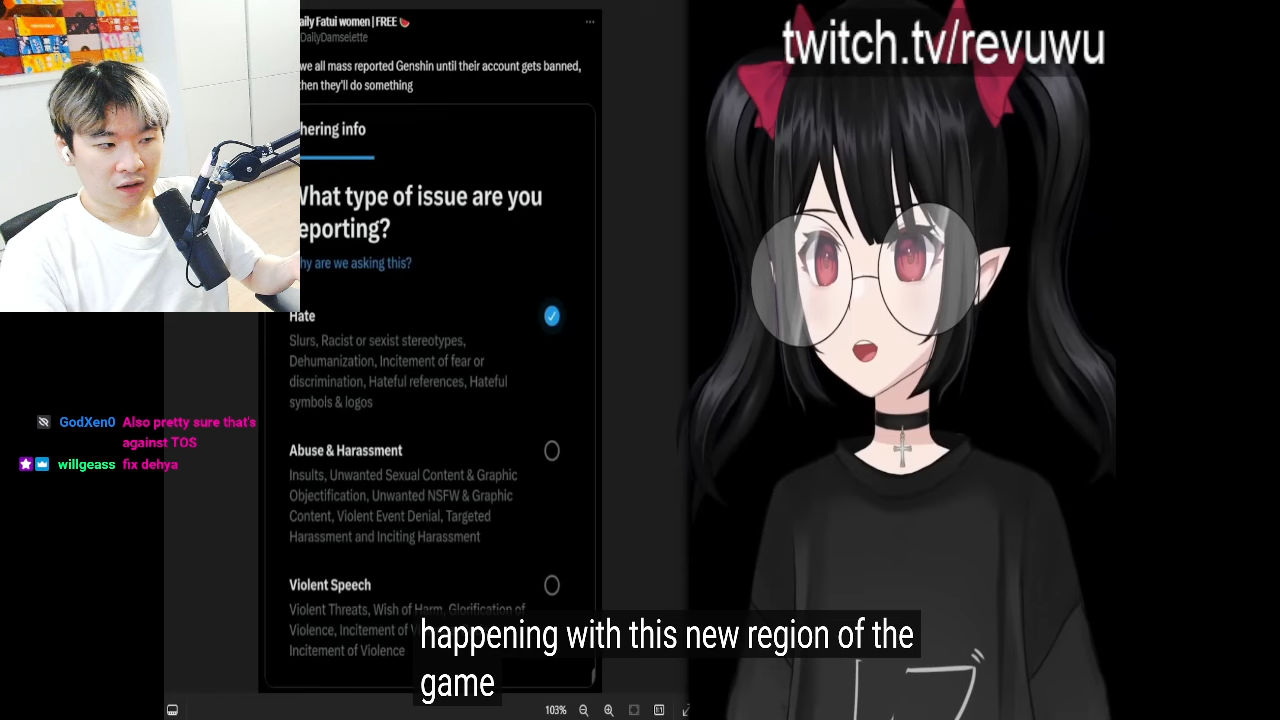 aily Fatui women | FREE 🍉
DailyDamselette
we all mass reported Genshin until their account gets banned,
then they'll do something
hering info
What type of issue are you
eporting?
hy are we asking this?
Hate
Slurs, Racist or sexist stereotypes,
Dehumanization, Incitement of fear or
discrimination, Hateful references, Hateful
symbols & logos
Abuse & Harassment
Insults, Unwanted Sexual Content & Graphic
Objectification, Unwanted NSFW & Graphic
Content, Violent Event Denial, Targeted
Harassment and Inciting Harassment
Violent Speech
Violent Threats, Wish of Harm, Glorification of
Violence, Incitement of V
Incitement of Violence
GodXen0 Also pretty sure that's
against TOS
willgeass fix dehya
twitch.tv/revuwu
happening with this new region of the
game
103%